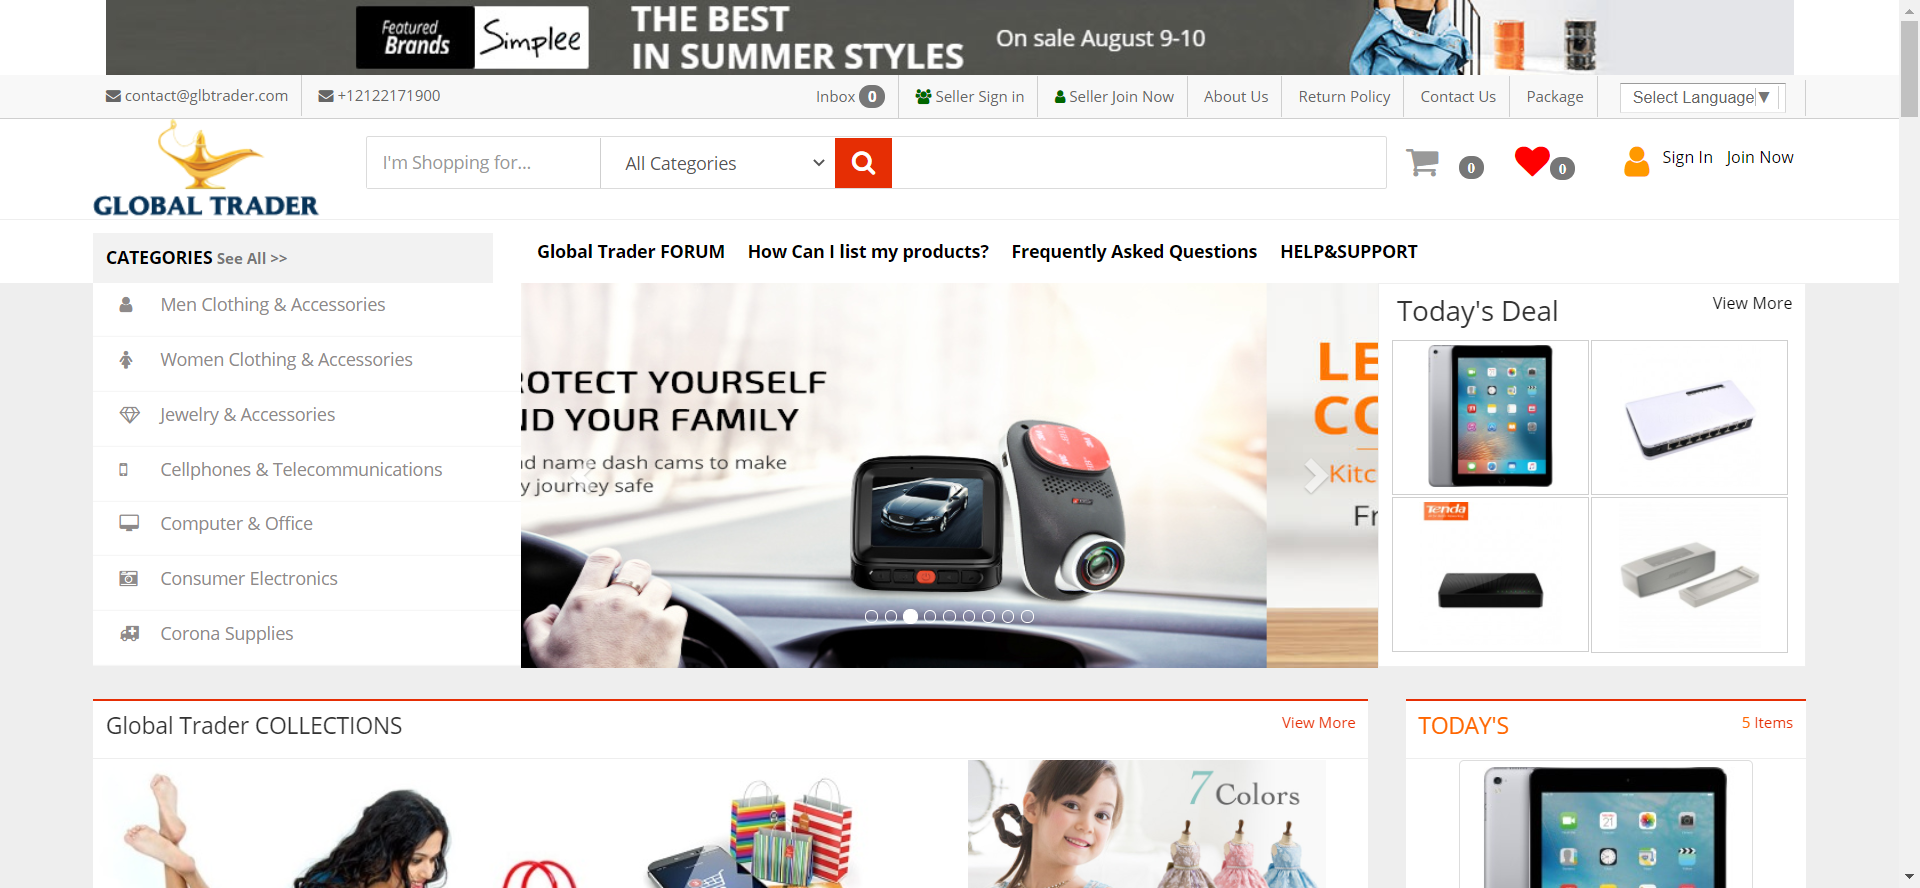 Featured
Brands
Simplee
THE BEST
IN SUMMER STYLES
On sale August 9-10
contact@glbtrader.com
+12122171900
Inbox 0
Seller Sign in
Seller Join Now
About Us
Return Policy
Contact Us
Package
Select Language▼
GLOBAL TRADER
I'm Shopping for...
All Categories
0
0
Sign In
Join Now
CATEGORIES See All >>
Global Trader FORUM
How Can I list my products?
Frequently Asked Questions
HELP&SUPPORT
Men Clothing & Accessories
Women Clothing & Accessories
Jewelry & Accessories
Cellphones & Telecommunications
Computer & Office
Consumer Electronics
Corona Supplies
OTECT YOURSELF
ND YOUR FAMILY
d name dash cams to make
y journey safe
LE
CO
Kitc
Fr
Today's Deal
View More
Tenda
Global Trader COLLECTIONS
View More
7 Colors
TODAY'S
5 Items